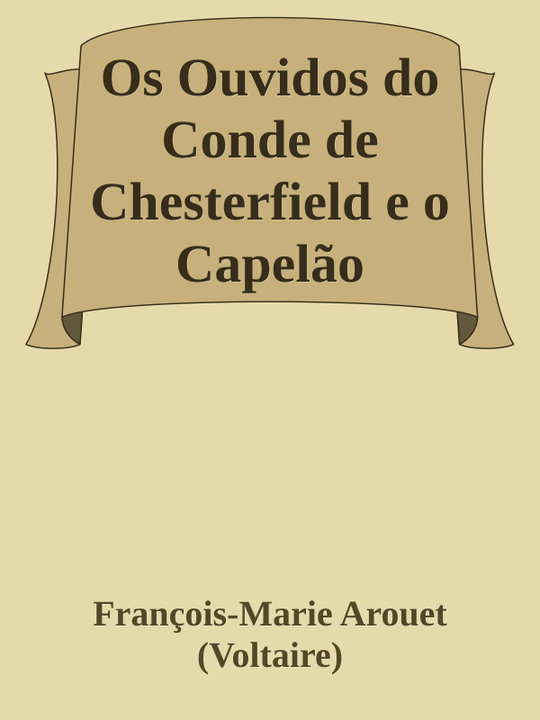 Os Ouvidos do
Conde de
Chesterfield e o
Capelão
François-Marie Arouet
(Voltaire)